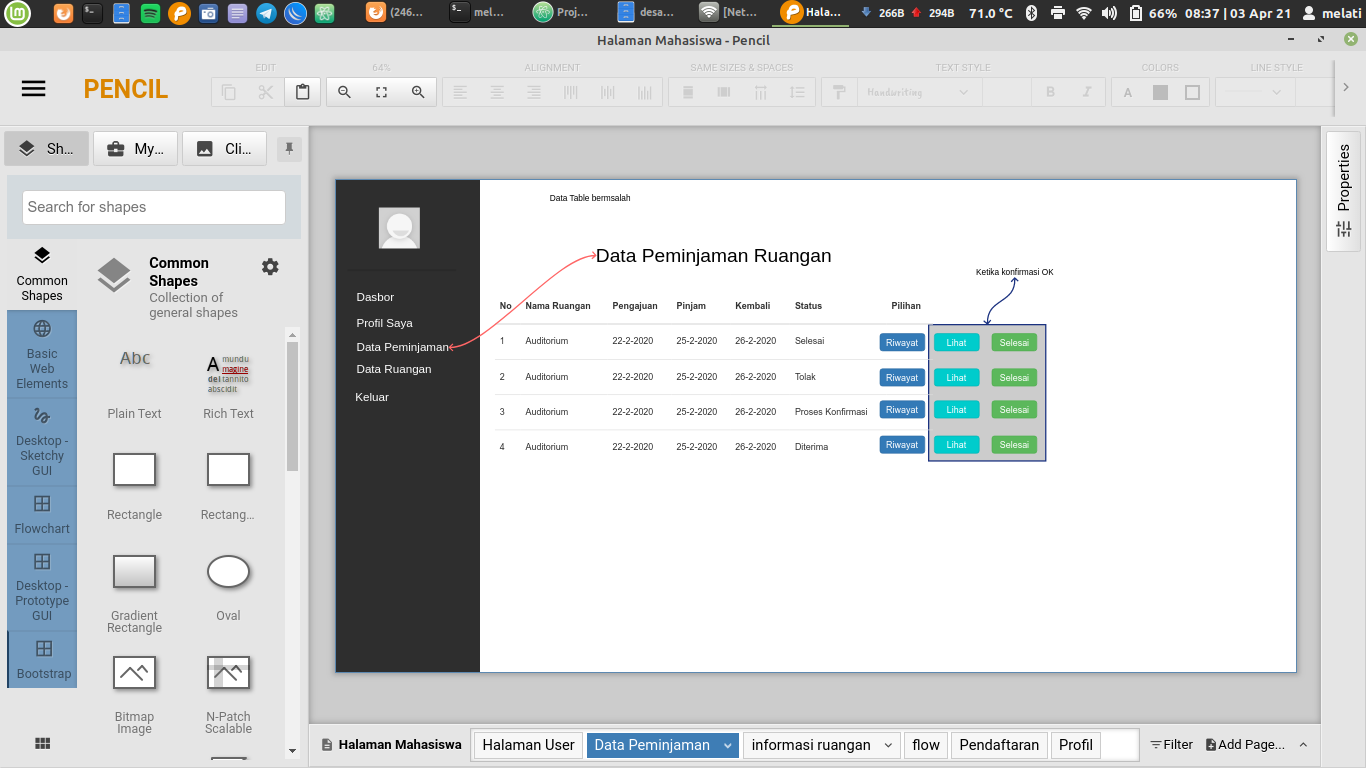 (246...
mel...
Proj...
desa...
[Net...
Hala...
266B
294B
71.0 °C
66%
08:37 | 03 Apr 21
melati
Halaman Mahasiswa - Pencil
PENCIL
EDIT
64%
ALIGNMENT
SAME SIZES & SPACES
TEXT STYLE
COLORS
LINE STYLE
Handwriting
B
I
A
Sh...
My...
Cli...
Search for shapes
Common Shapes
Basic Web Elements
Desktop - Sketchy GUI
Flowchart
Desktop - Prototype GUI
Bootstrap
Common Shapes
Collection of general shapes
Abc
Plain Text
A mundu
magine
del tannito
abscidit
Rich Text
Rectangle
Rectang...
Gradient Rectangle
Oval
Bitmap Image
N-Patch Scalable
Data Table bermsalah
Data Peminjaman Ruangan
Ketika konfirmasi OK
Dasbor
Profil Saya
Data Peminjaman
Data Ruangan
Keluar
No Nama Ruangan Pengajuan Pinjam Kembali Status Pilihan
1 Auditorium 22-2-2020 25-2-2020 26-2-2020 Selesai Riwayat Lihat Selesai
2 Auditorium 22-2-2020 25-2-2020 26-2-2020 Tolak Riwayat Lihat Selesai
3 Auditorium 22-2-2020 25-2-2020 26-2-2020 Proses Konfirmasi Riwayat Lihat Selesai
4 Auditorium 22-2-2020 25-2-2020 26-2-2020 Diterima Riwayat Lihat Selesai
Properties
Halaman Mahasiswa
Halaman User
Data Peminjaman
informasi ruangan
flow
Pendaftaran
Profil
Filter
Add Page...